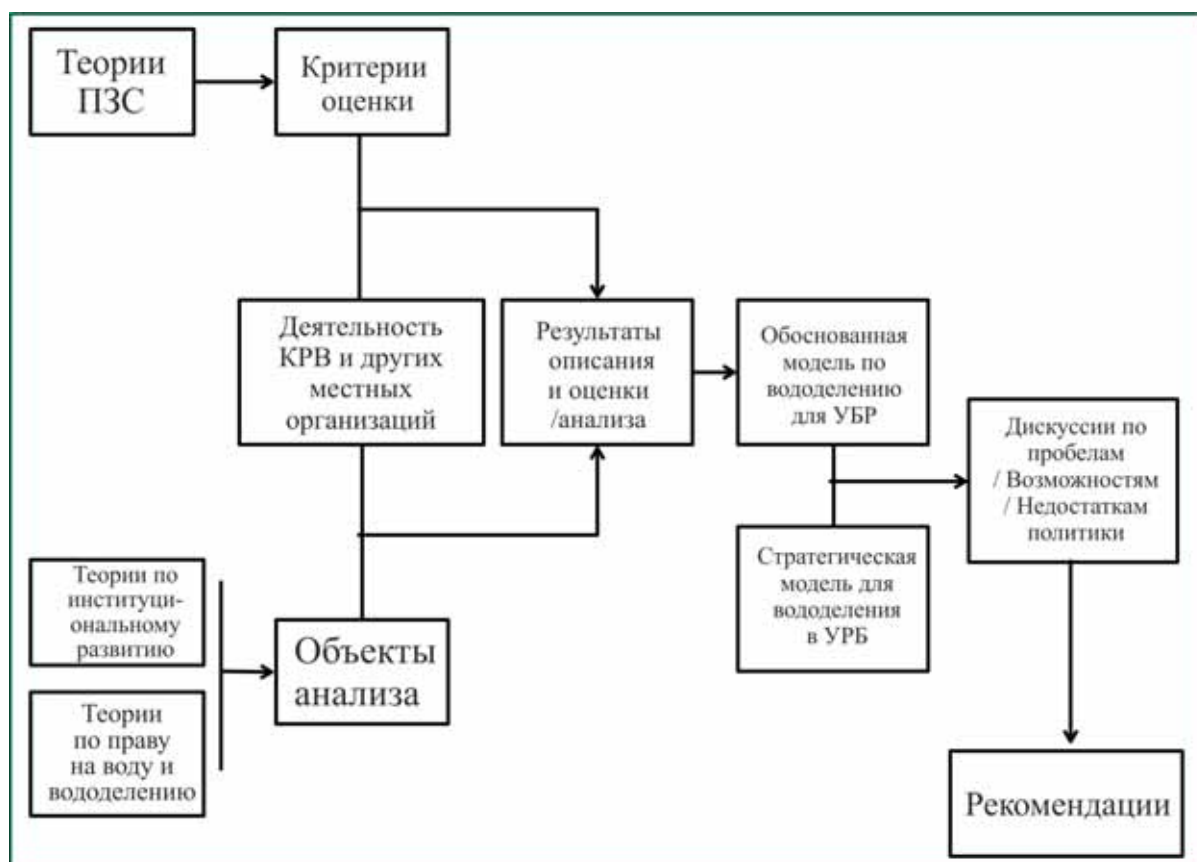 Теории
ПЗС
Критерии
оценки
Деятельность
КРВ и других
местных
организаций
Результаты
описания
и оценки
/анализа
Обоснованная
модель по
вододелению
для УБР
Дискуссии по
пробелам
/ Возможностям
/ Недостаткам
политики
Стратегическая
модель для
вододеления
в УРБ
Теории по
институци-
ональному
развитию
Объекты
анализа
Теории
по праву
на воду и
вододелению
Рекомендации